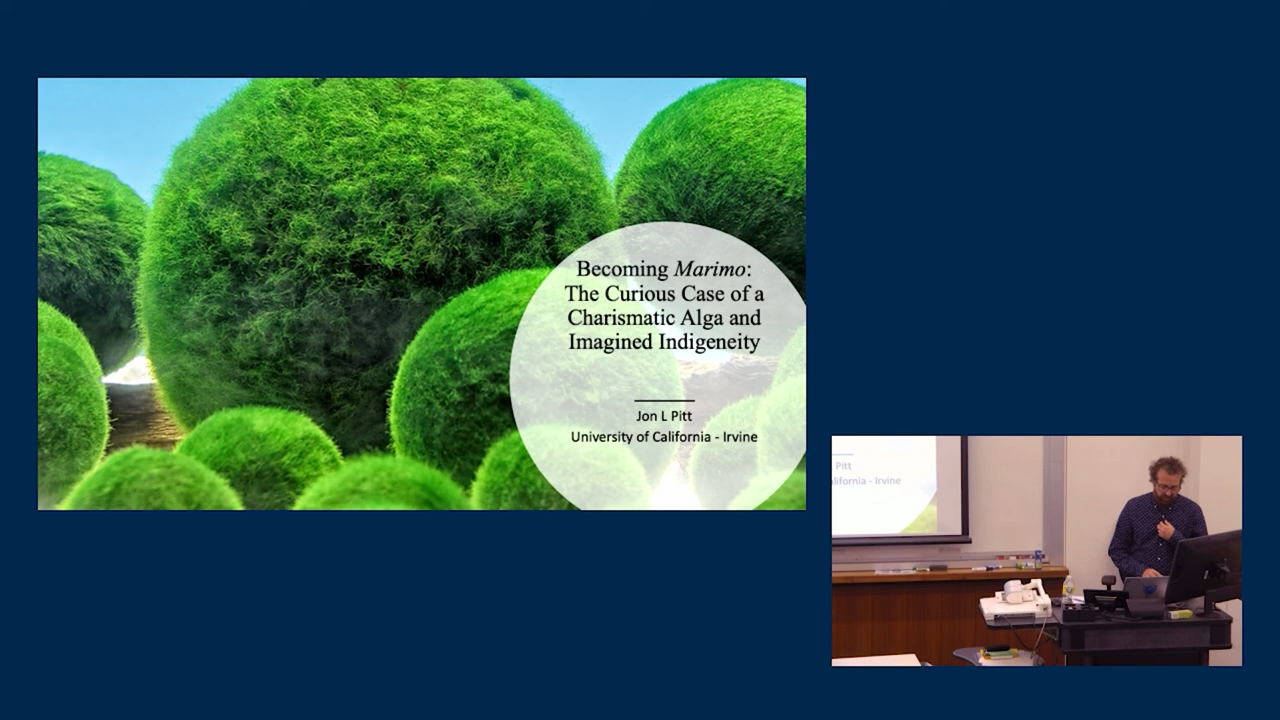 Becoming Marimo:
The Curious Case of a
Charismatic Alga and
Imagined Indigeneity
Jon L Pitt
University of California - Irvine
Pitt
alifornia - Irvine